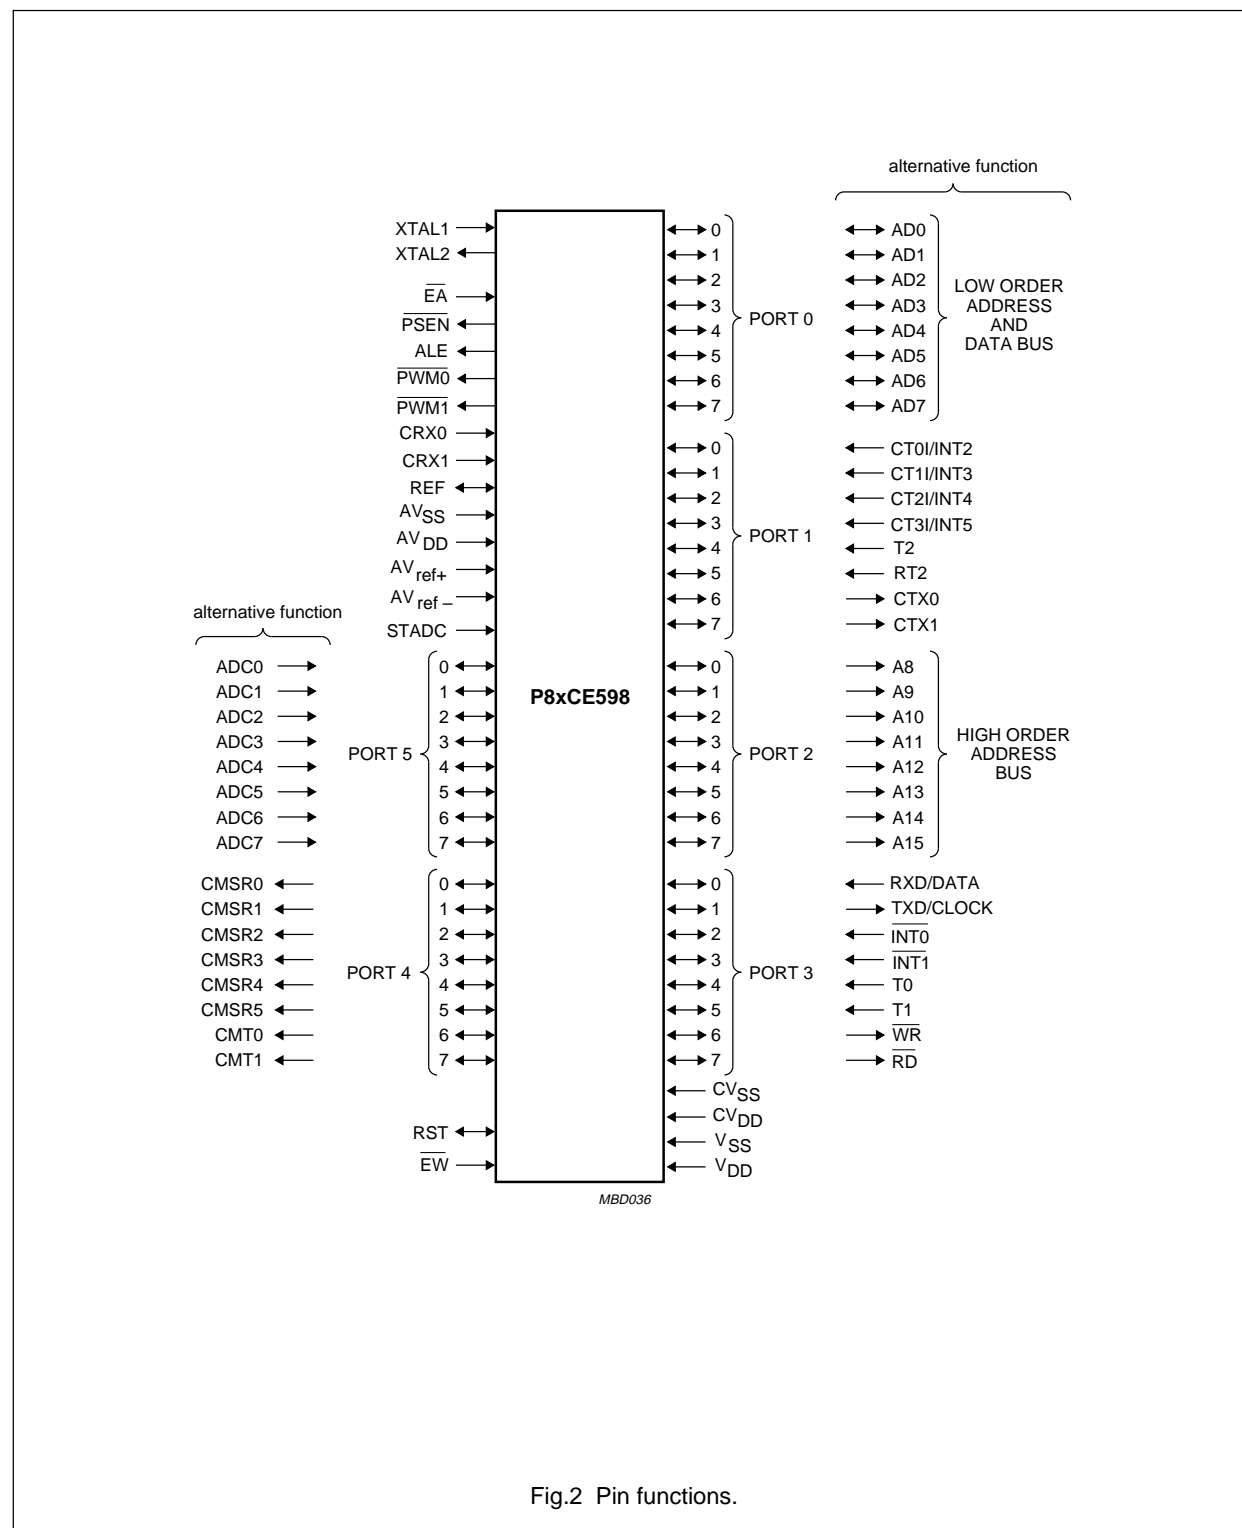 alternative function
XTAL1
XTAL2
EA
PSEN
ALE
PWM0
PWM1
CRX0
CRX1
REF
AVSS
AVDD
AVref+
AVref –
STADC
alternative function
ADC0
ADC1
ADC2
ADC3
ADC4
ADC5
ADC6
ADC7
0
1
2
3
4
5
6
7
PORT 5
CMSR0
CMSR1
CMSR2
CMSR3
CMSR4
CMSR5
CMT0
CMT1
0
1
2
3
4
5
6
7
PORT 4
RST
EW
P8xCE598
0
1
2
3
4
5
6
7
PORT 0
AD0
AD1
AD2
AD3
AD4
AD5
AD6
AD7
LOW ORDER
ADDRESS
AND
DATA BUS
0
1
2
3
4
5
6
7
PORT 1
CT0I/INT2
CT1I/INT3
CT2I/INT4
CT3I/INT5
T2
RT2
CTX0
CTX1
0
1
2
3
4
5
6
7
PORT 2
A8
A9
A10
A11
A12
A13
A14
A15
HIGH ORDER
ADDRESS
BUS
0
1
2
3
4
5
6
7
PORT 3
RXD/DATA
TXD/CLOCK
INT0
INT1
T0
T1
WR
RD
CVSS
CVDD
VSS
VDD
MBD036
Fig.2 Pin functions.